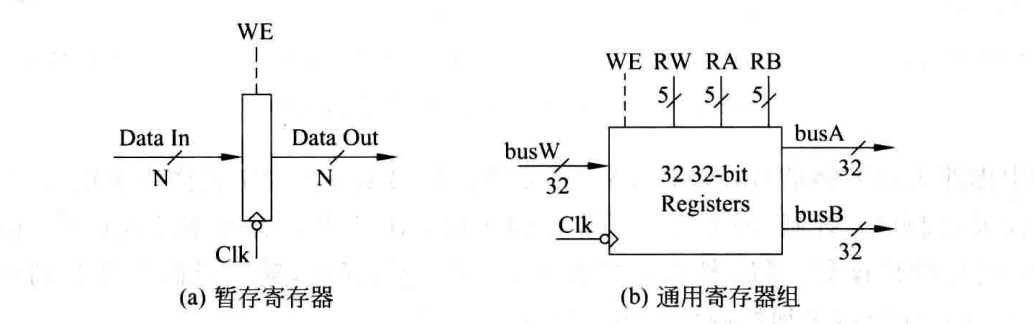 WE
Data In
Data Out
N
N
Clk
(a) 暂存寄存器
WE RW RA RB
5 5 5
busW
32
32 32-bit
Registers
Clk
busA
32
busB
32
(b) 通用寄存器组